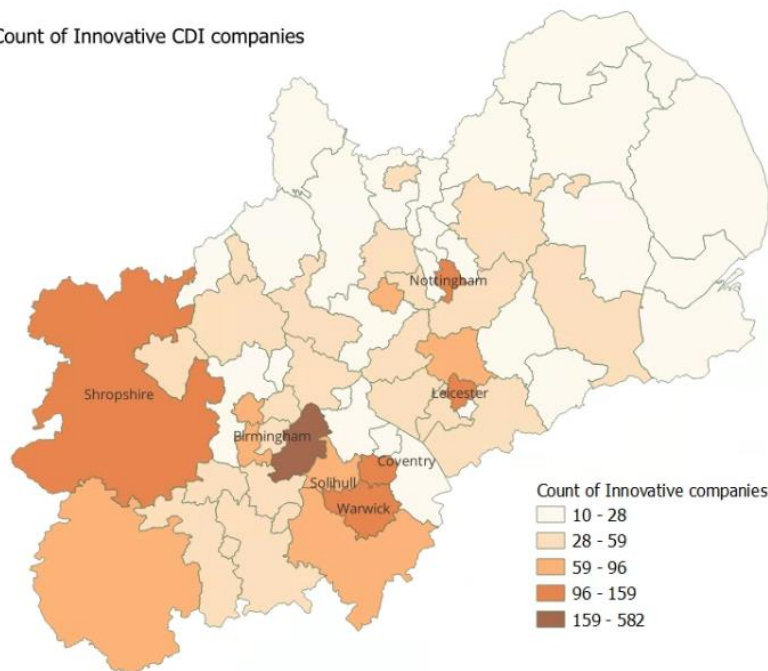 Count of Innovative CDI companies
Nottingham
Shropshire
Leicester
Birmingham
Coventry
Solihull
Warwick
Count of Innovative companies
10 - 28
28 - 59
59 - 96
96 - 159
159 - 582